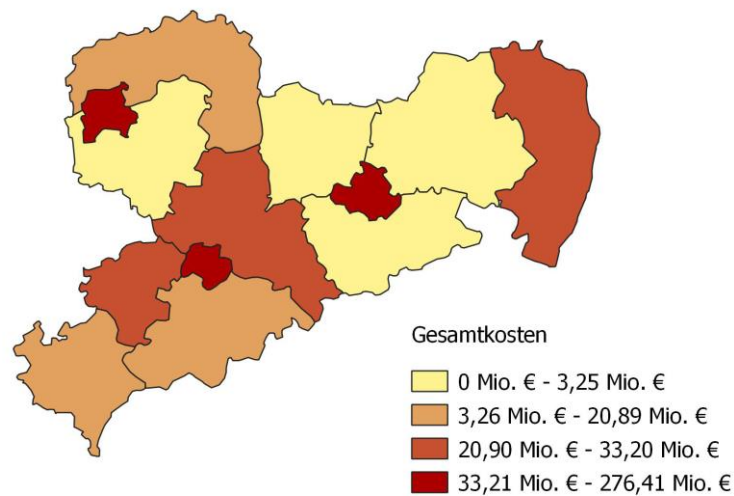 Gesamtkosten
0 Mio. € - 3,25 Mio. €
3,26 Mio. € - 20,89 Mio. €
20,90 Mio. € - 33,20 Mio. €
33,21 Mio. € - 276,41 Mio. €